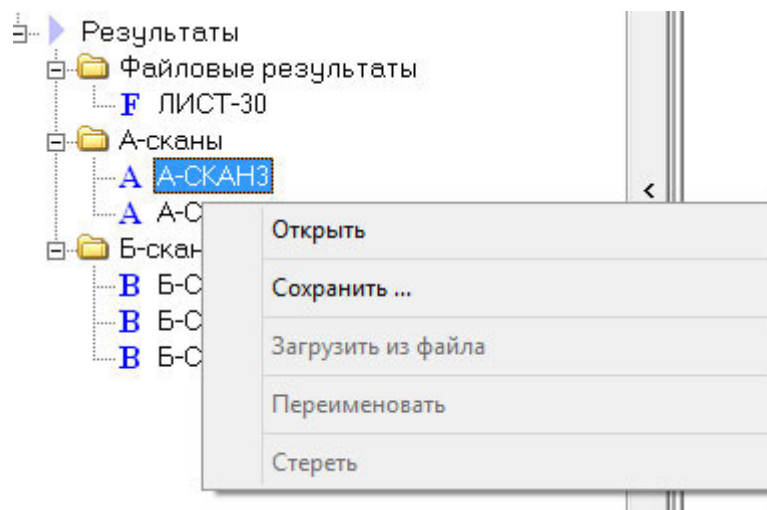 Результаты
Файловые результаты
F ЛИСТ-30
А-сканы
A А-СКАН3
A А-С
Б-скан
B Б-С
B Б-С
B Б-С
<
Открыть
Сохранить ...
Загрузить из файла
Переименовать
Стереть